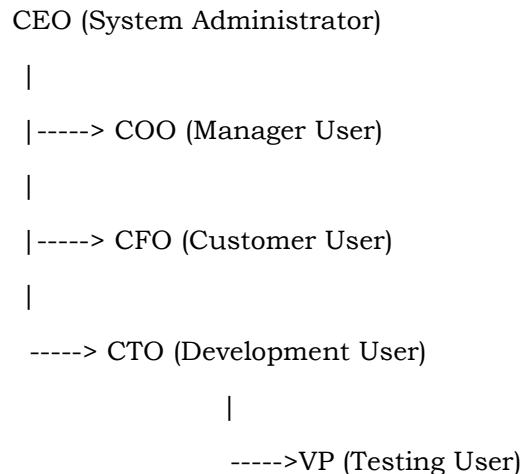 CEO (System Administrator)
|
|-----> COO (Manager User)
|
|-----> CFO (Customer User)
|
-----> CTO (Development User)
|
----->VP (Testing User)